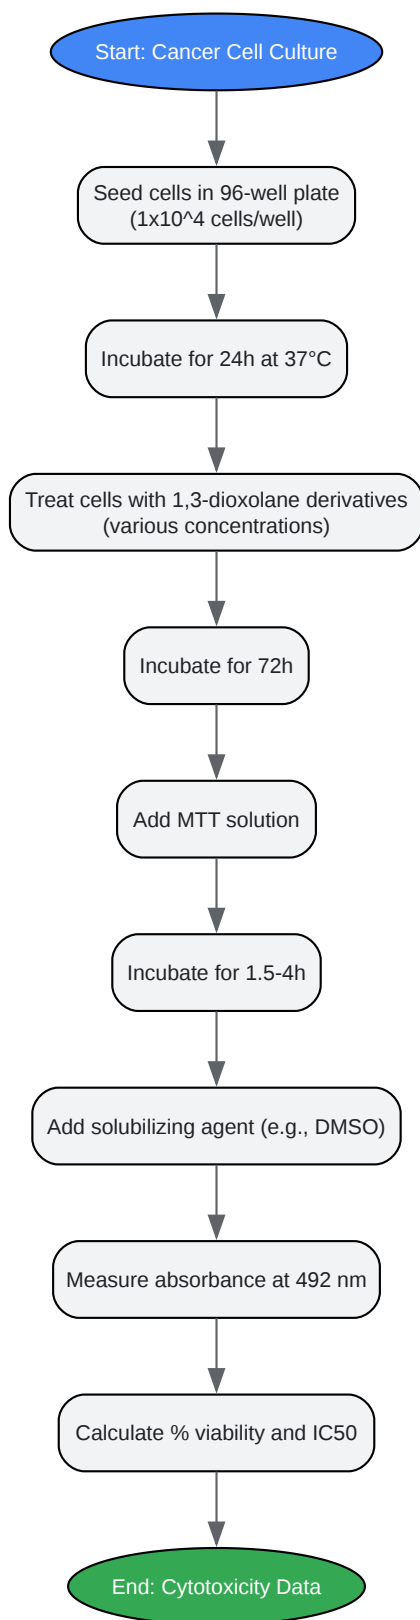 Start: Cancer Cell Culture
Seed cells in 96-well plate
(1x10^4 cells/well)
Incubate for 24h at 37°C
Treat cells with 1,3-dioxolane derivatives
(various concentrations)
Incubate for 72h
Add MTT solution
Incubate for 1.5-4h
Add solubilizing agent (e.g., DMSO)
Measure absorbance at 492 nm
Calculate % viability and IC50
End: Cytotoxicity Data